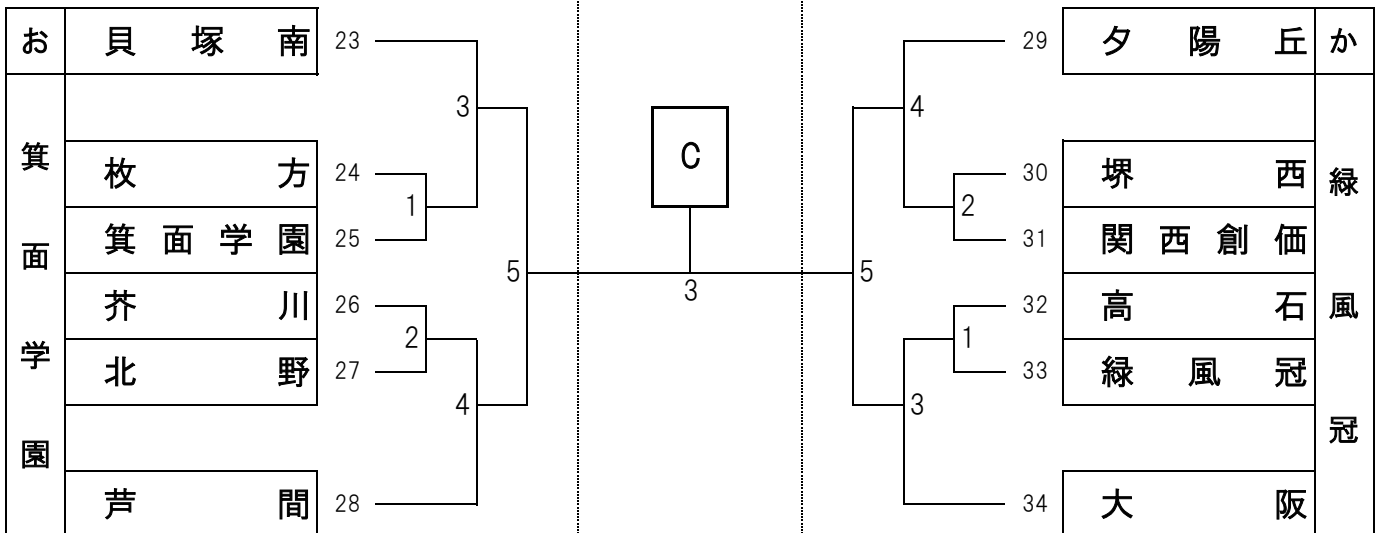 お 貝塚南 23
3
枚方 24
1
箕面学園 25
5
芥川 26
2
北野 27
4
芦間 28
箕面学園
C
3
29 夕陽丘 か
4
30 堺西
2
31 関西創価
5
32 高石
1
33 緑風冠
3
34 大阪
緑風冠